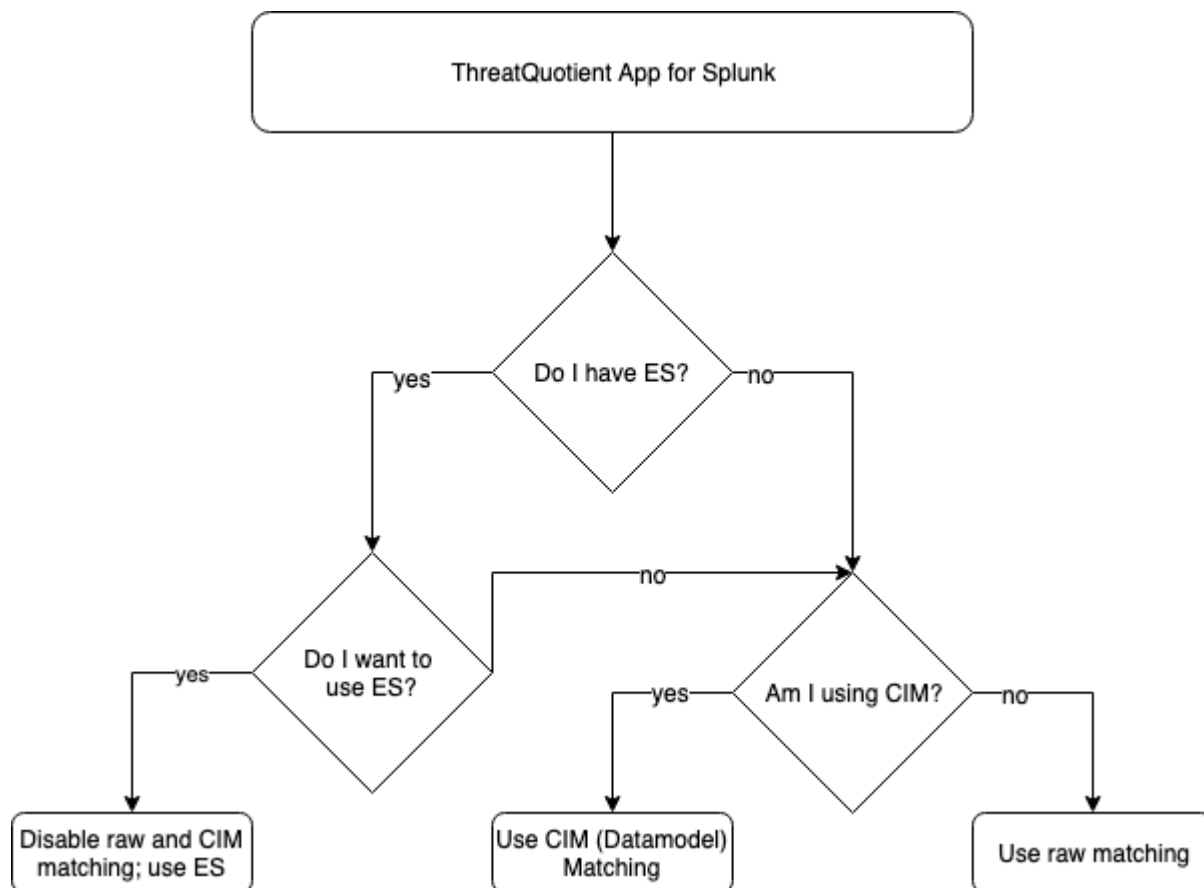 ThreatQuotient App for Splunk
Do I have ES?
yes
no
no
Do I want to
use ES?
yes
Am I using CIM?
yes
no
Disable raw and CIM
matching; use ES
Use CIM (Datamodel)
Matching
Use raw matching